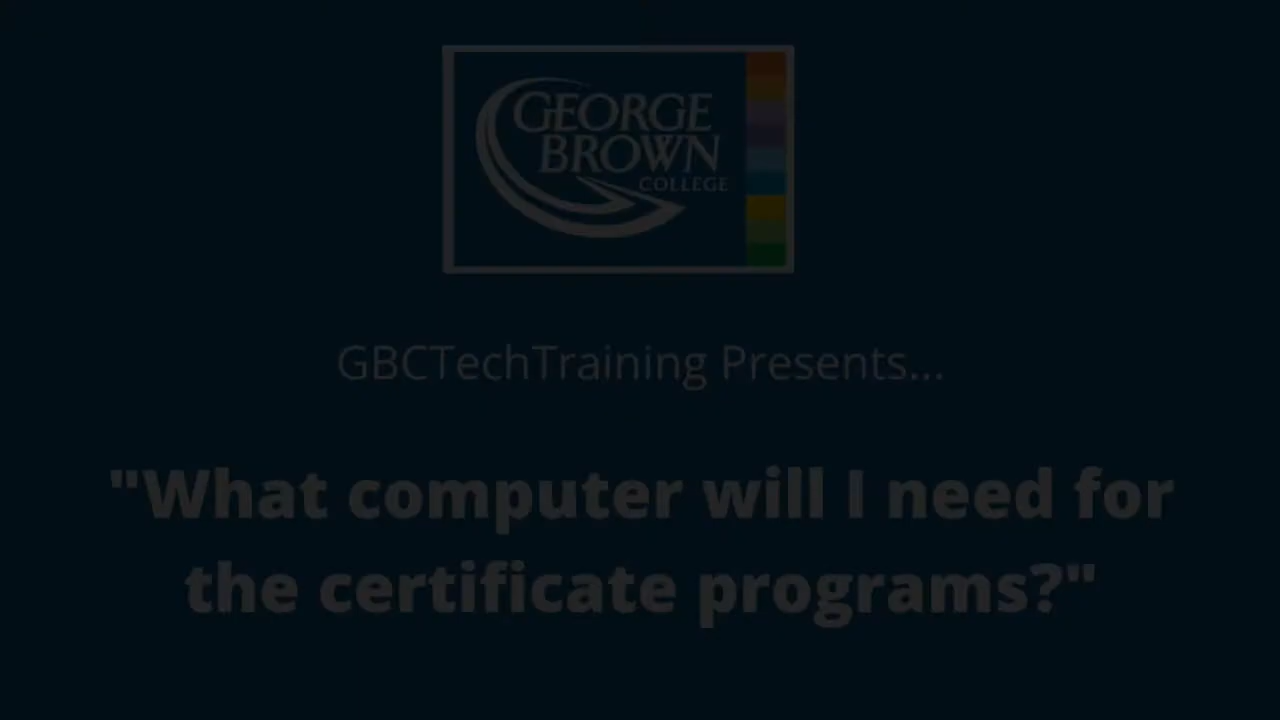 GEORGE
BROWN
COLLEGE
GBCTechTraining Presents...
"What computer will I need for
the certificate programs?"